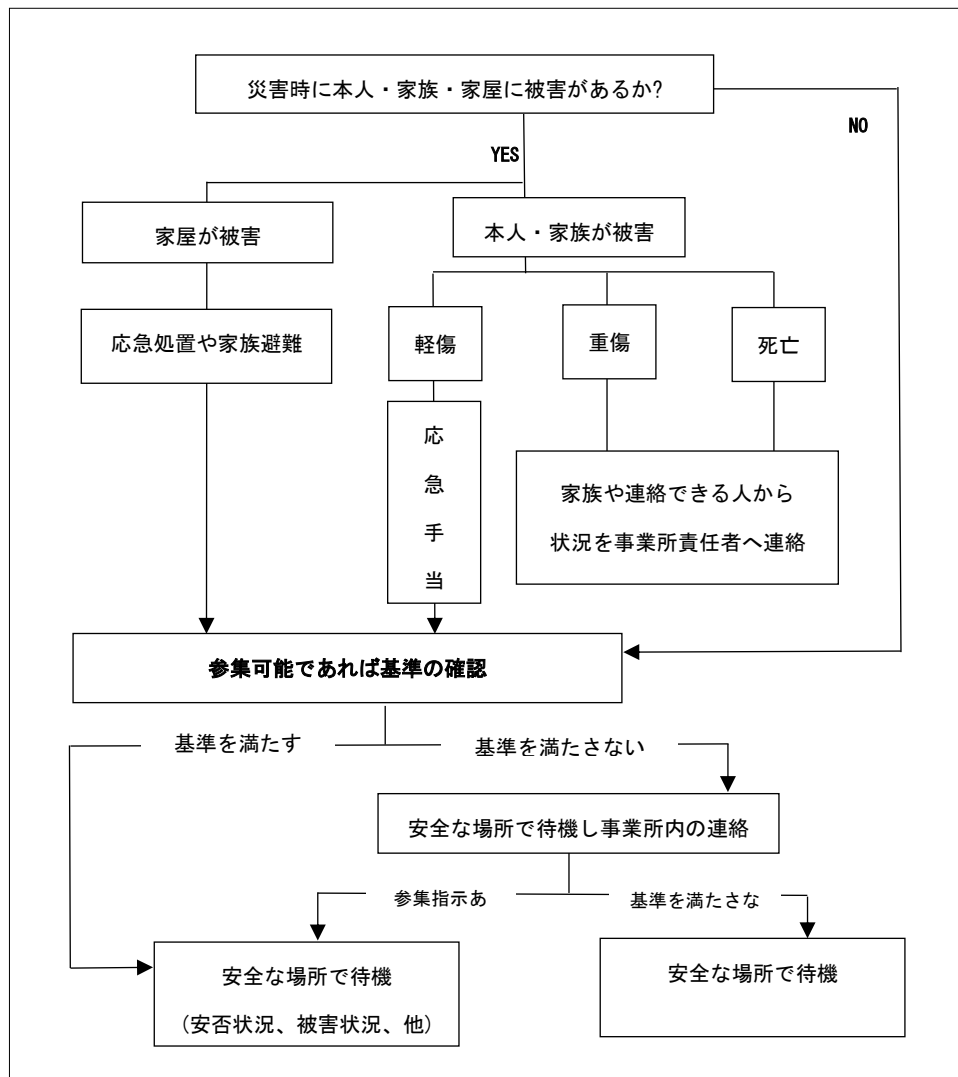 災害時に本人・家族・家屋に被害があるか?
NO
YES
家屋が被害
本人・家族が被害
応急処置や家族避難
軽傷
重傷
死亡
応
急
手
当
家族や連絡できる人から
状況を事業所責任者へ連絡
参集可能であれば基準の確認
基準を満たす
基準を満たさない
安全な場所で待機し事業所内の連絡
参集指示あ
基準を満たさな
安全な場所で待機
(安否状況、被害状況、他)
安全な場所で待機